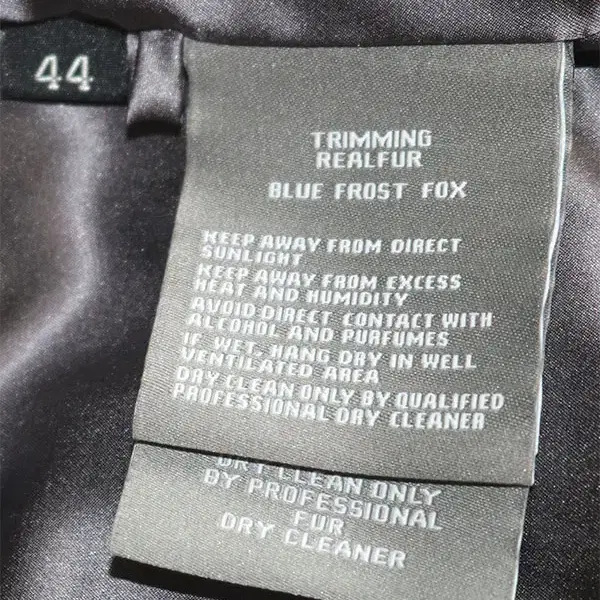 44
TRIMMING
REALFUR
BLUE FROST FOX
KEEP AWAY FROM DIRECT
SUNLIGHT
KEEP AWAY FROM EXCESS
HEAT AND HUMIDITY
AVOID DIRECT CONTACT WITH
ALCOHOL AND PURFUMES
IF WET, HANG DRY IN WELL
VENTILATED AREA
DRY CLEAN ONLY BY QUALIFIED
PROFESSIONAL DRY CLEANER
DRY CLEAN ONLY
BY PROFESSIONAL
FUR
DRY CLEANER